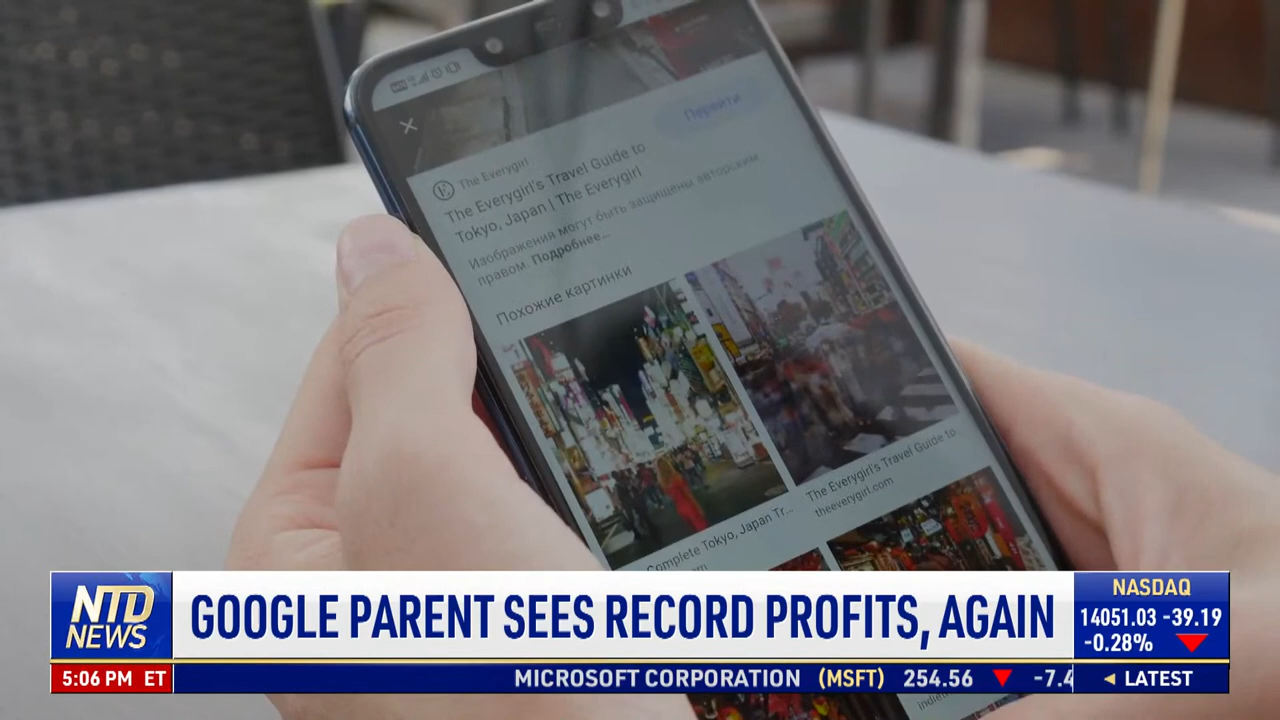 Перейти
The Everygirl
The Everygirl's Travel Guide to
Tokyo, Japan | The Everygirl
Изображения могут быть защищены авторским
правом. Подробнее...
Похожие картинки
The Everygirl's Travel Guide to
theeverygirl.com
Complete Tokyo, Japan Tr...
NTD
NEWS
GOOGLE PARENT SEES RECORD PROFITS, AGAIN
NASDAQ
14051.03 -39.19
-0.28%
5:06 PM ET
MICROSOFT CORPORATION (MSFT) 254.56 -7.4
LATEST